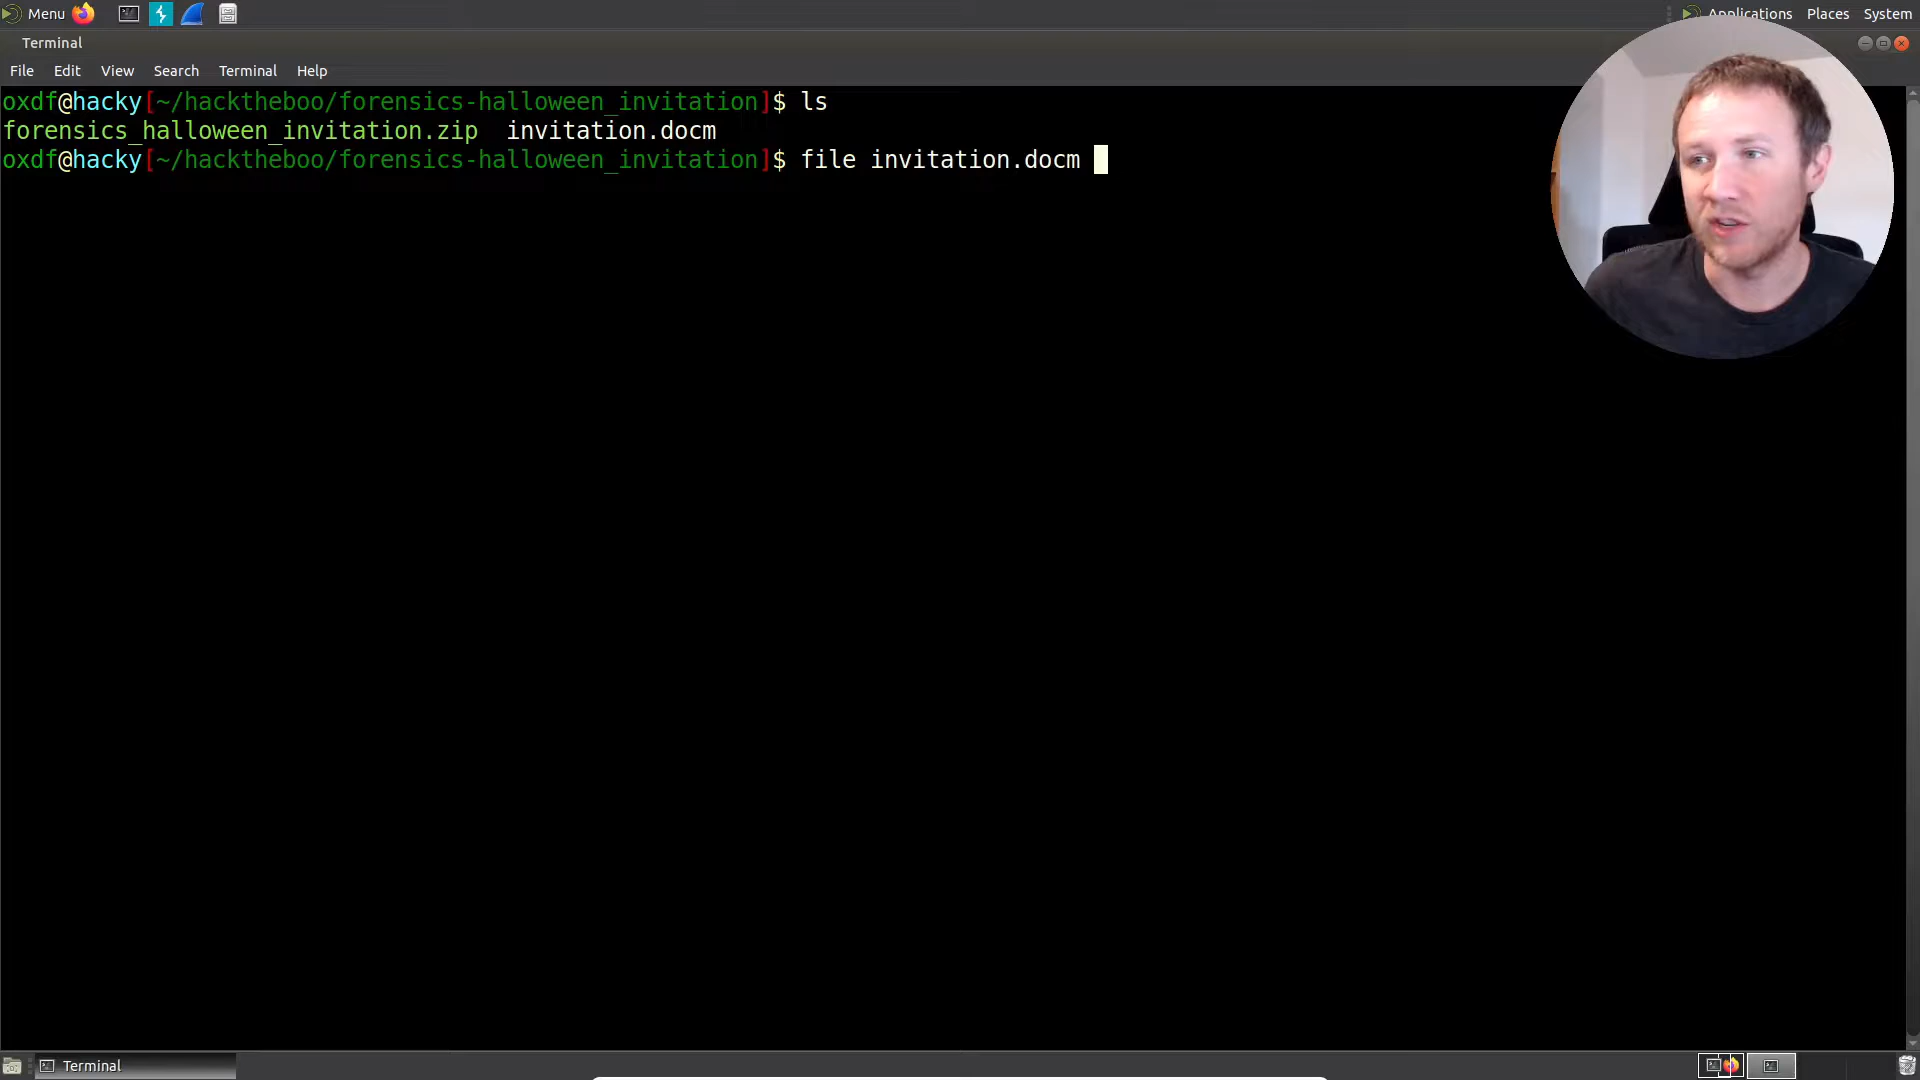 Menu
Applications Places System
Terminal
File Edit View Search Terminal Help
oxdf@hacky[~/hacktheboo/forensics-halloween_invitation]$ ls
forensics_halloween_invitation.zip invitation.docm
oxdf@hacky[~/hacktheboo/forensics-halloween_invitation]$ file invitation.docm
Terminal